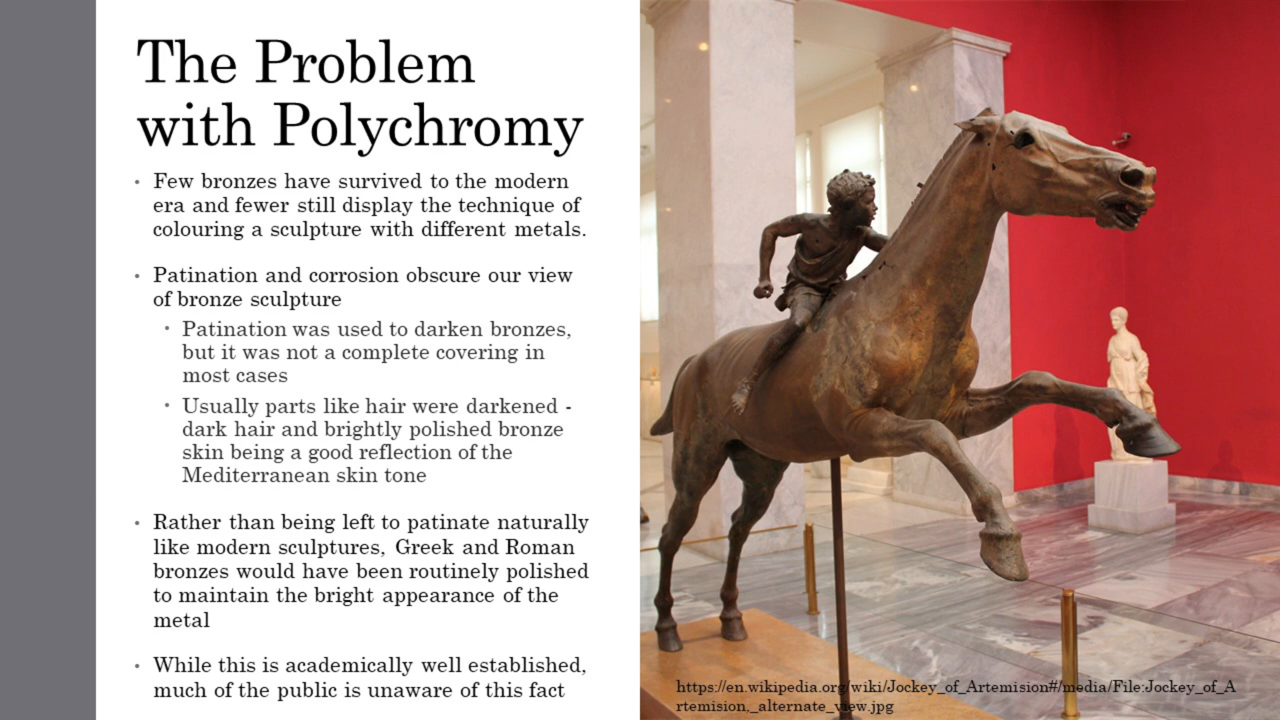 The Problem
with Polychromy
• Few bronzes have survived to the modern
era and fewer still display the technique of
colouring a sculpture with different metals.
• Patination and corrosion obscure our view
of bronze sculpture
• Patination was used to darken bronzes,
but it was not a complete covering in
most cases
• Usually parts like hair were darkened -
dark hair and brightly polished bronze
skin being a good reflection of the
Mediterranean skin tone
• Rather than being left to patinate naturally
like modern sculptures, Greek and Roman
bronzes would have been routinely polished
to maintain the bright appearance of the
metal
• While this is academically well established,
much of the public is unaware of this fact
https://en.wikipedia.org/wiki/Jockey_of_Artemision#/media/File:Jockey_of_A
rtemision,_alternate_view.jpg